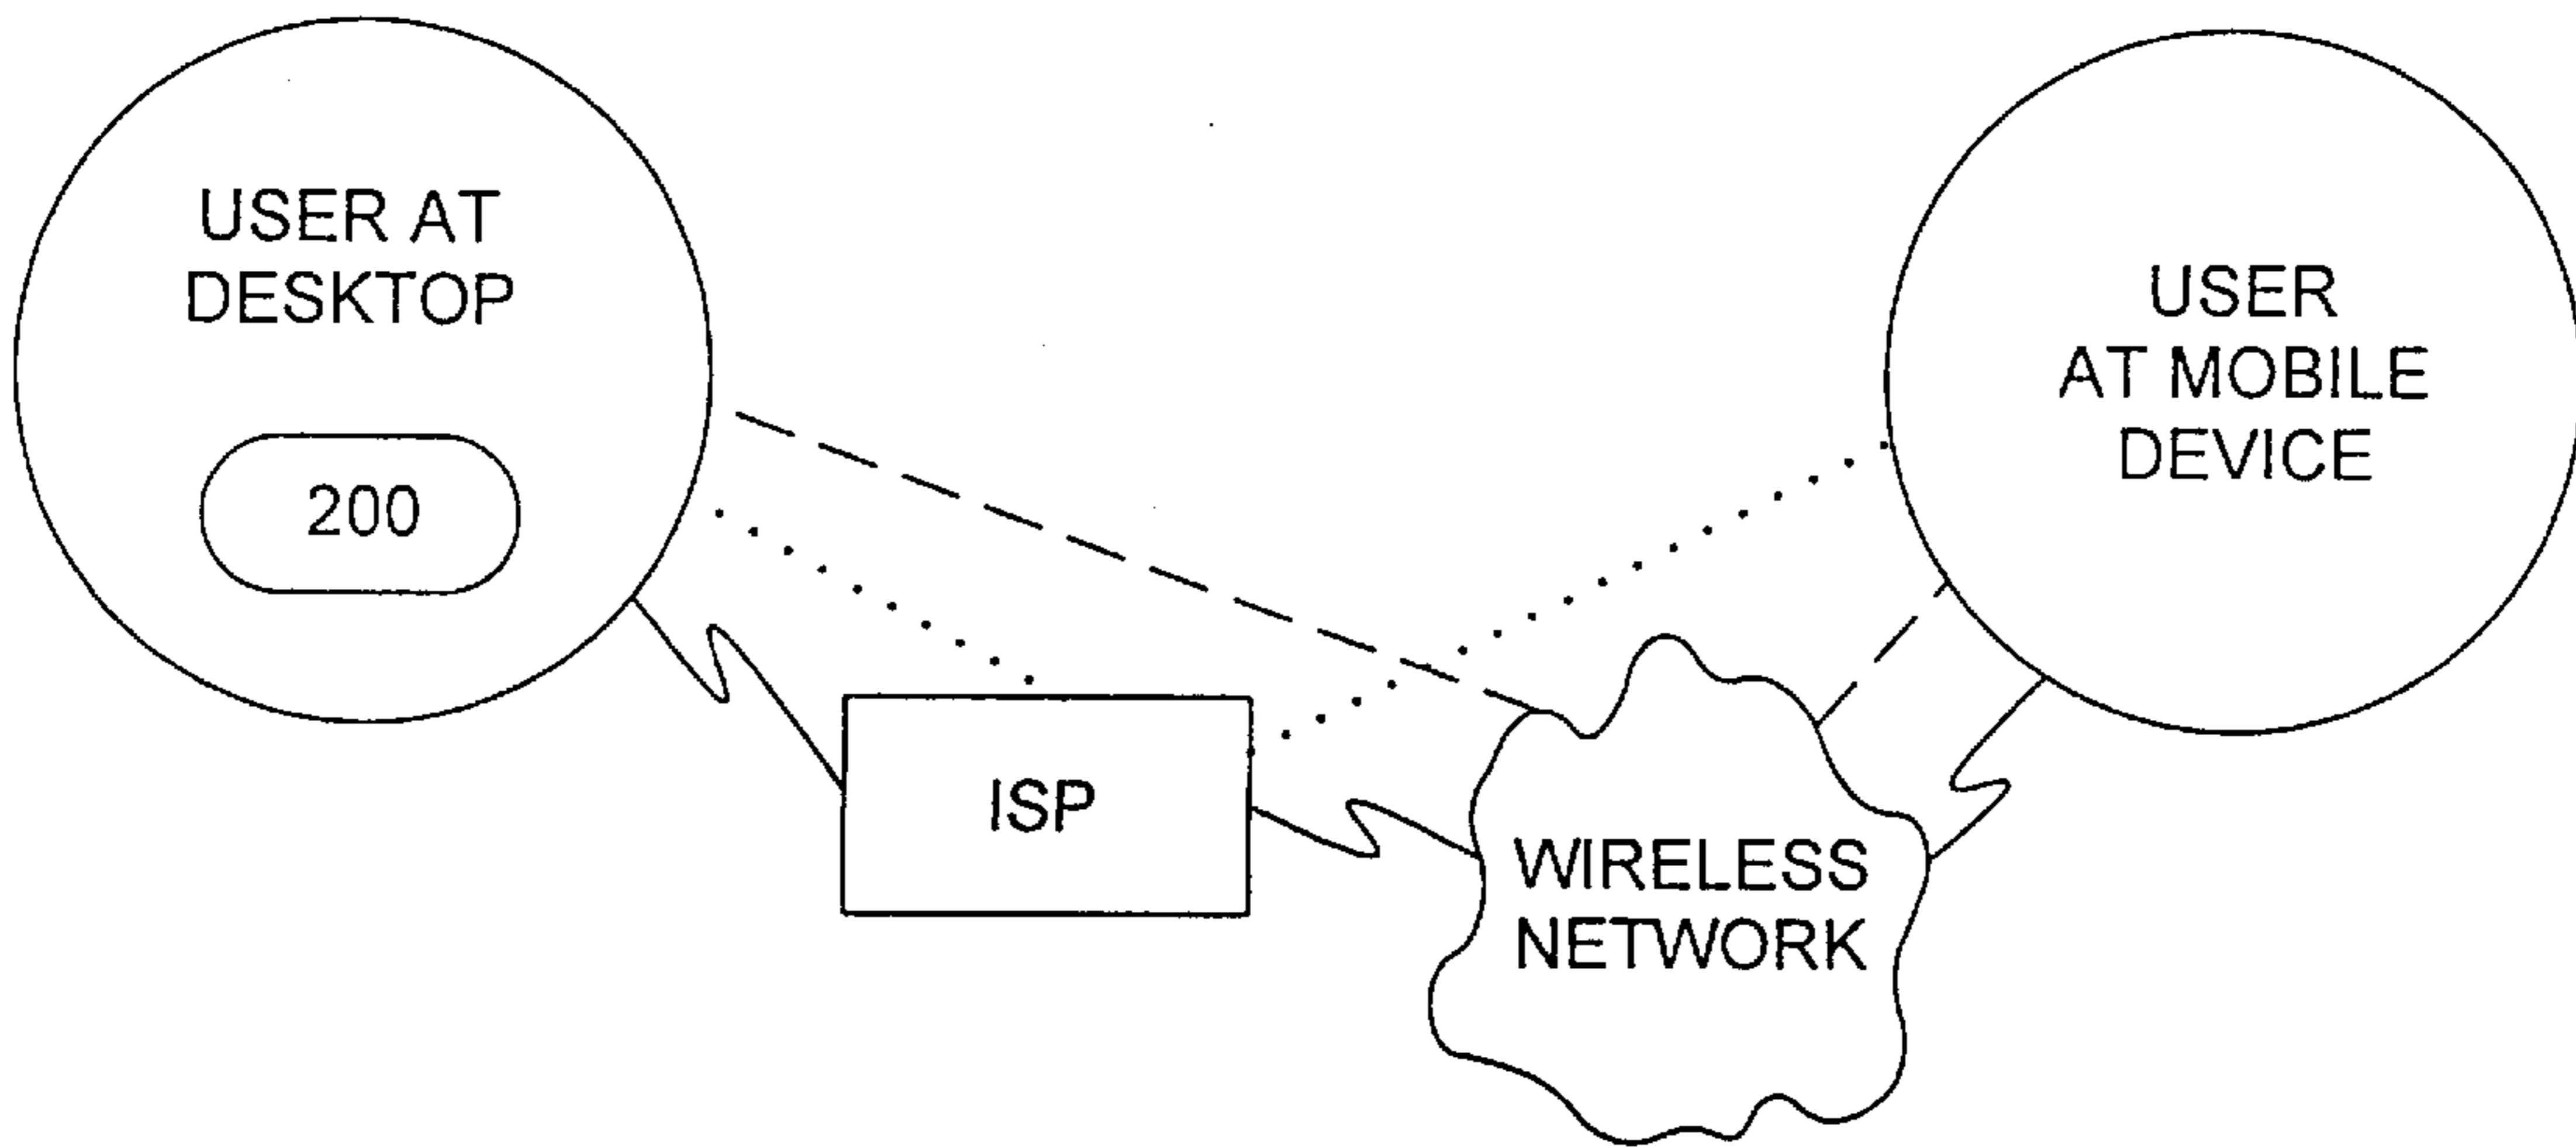 USER AT
DESKTOP
200
USER
AT MOBILE
DEVICE
ISP
WIRELESS
NETWORK